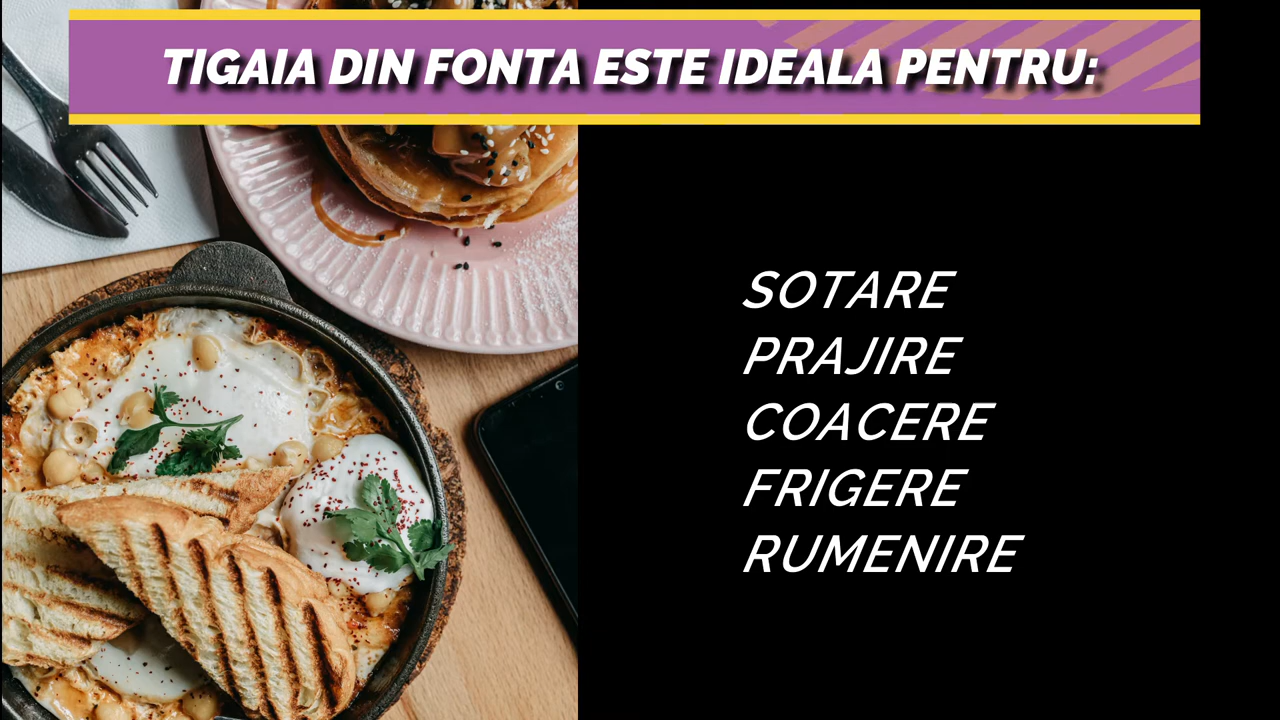 TIGAIA DIN FONTA ESTE IDEALA PENTRU:
SOTARE
PRAJIRE
COACERE
FRIGERE
RUMENIRE